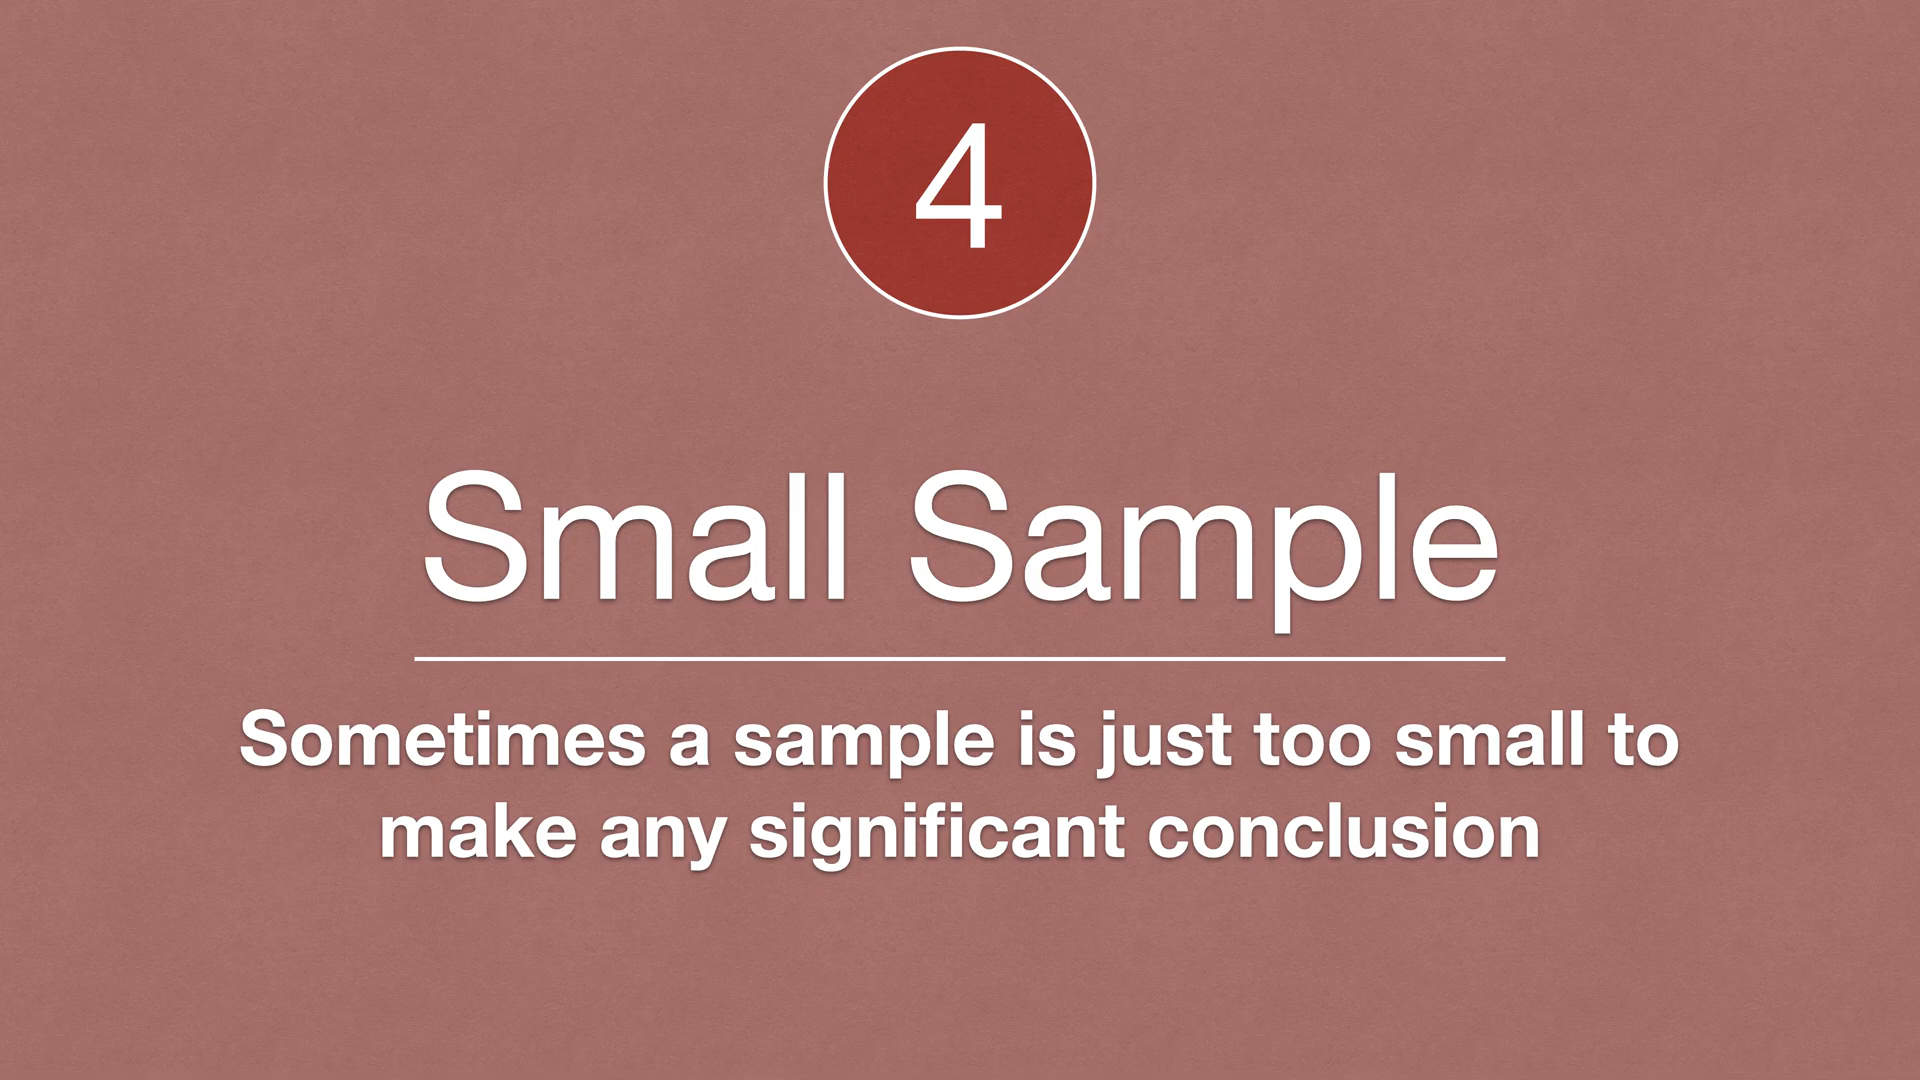 4
Small Sample
Sometimes a sample is just too small to
make any significant conclusion